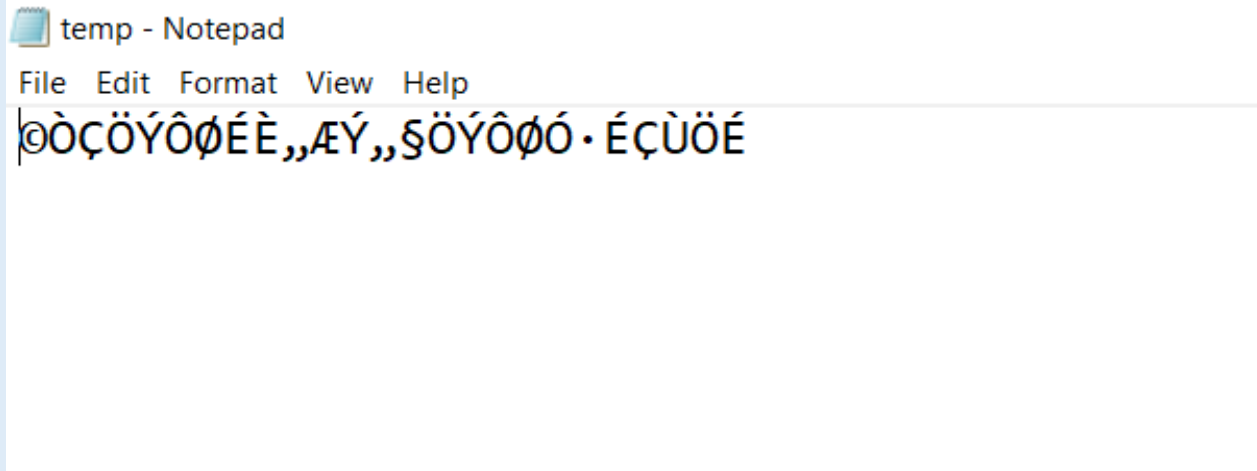 temp - Notepad
File Edit Format View Help
©ÒÇÖÝÔØÉÈ„ÆÝ„§ÖÝÔØÓ·ÉÇÙÖÉ